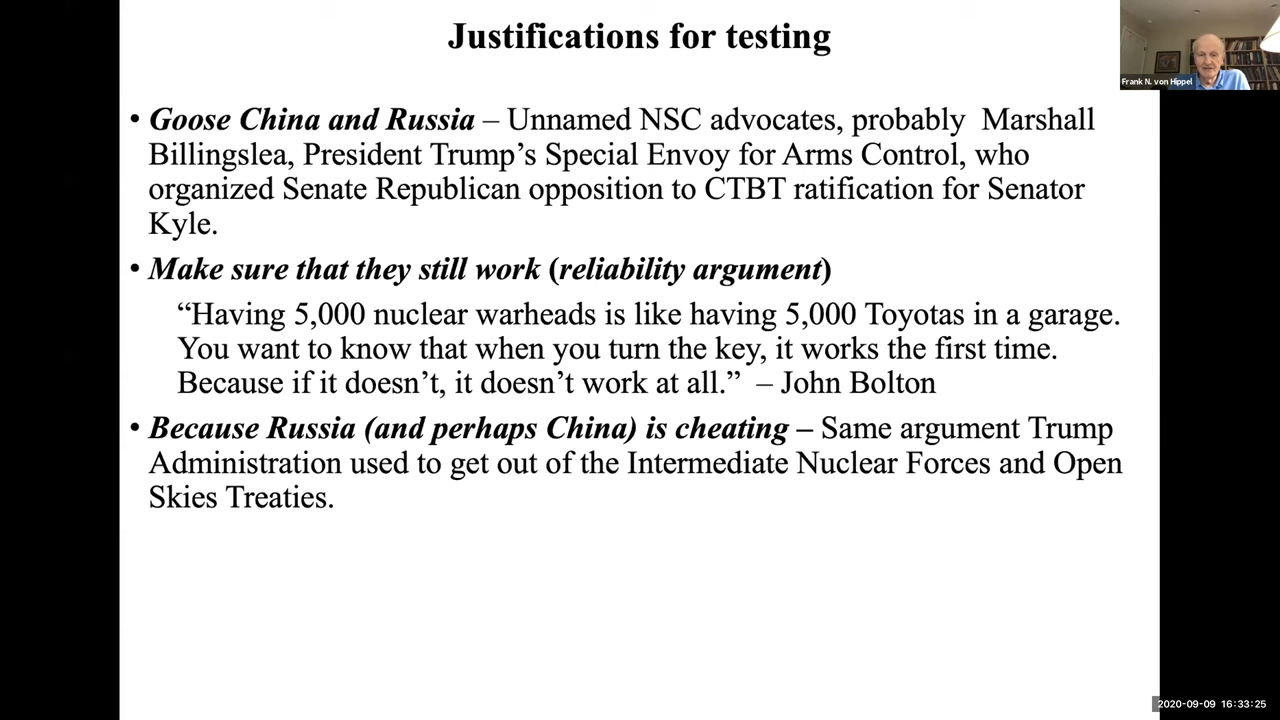 Justifications for testing
Frank N. von Hippel
• Goose China and Russia – Unnamed NSC advocates, probably  Marshall
Billingslea, President Trump’s Special Envoy for Arms Control, who
organized Senate Republican opposition to CTBT ratification for Senator
Kyle.
• Make sure that they still work (reliability argument)
“Having 5,000 nuclear warheads is like having 5,000 Toyotas in a garage.
You want to know that when you turn the key, it works the first time.
Because if it doesn’t, it doesn’t work at all.”  – John Bolton
• Because Russia (and perhaps China) is cheating – Same argument Trump
Administration used to get out of the Intermediate Nuclear Forces and Open
Skies Treaties.
2020-09-09 16:33:25